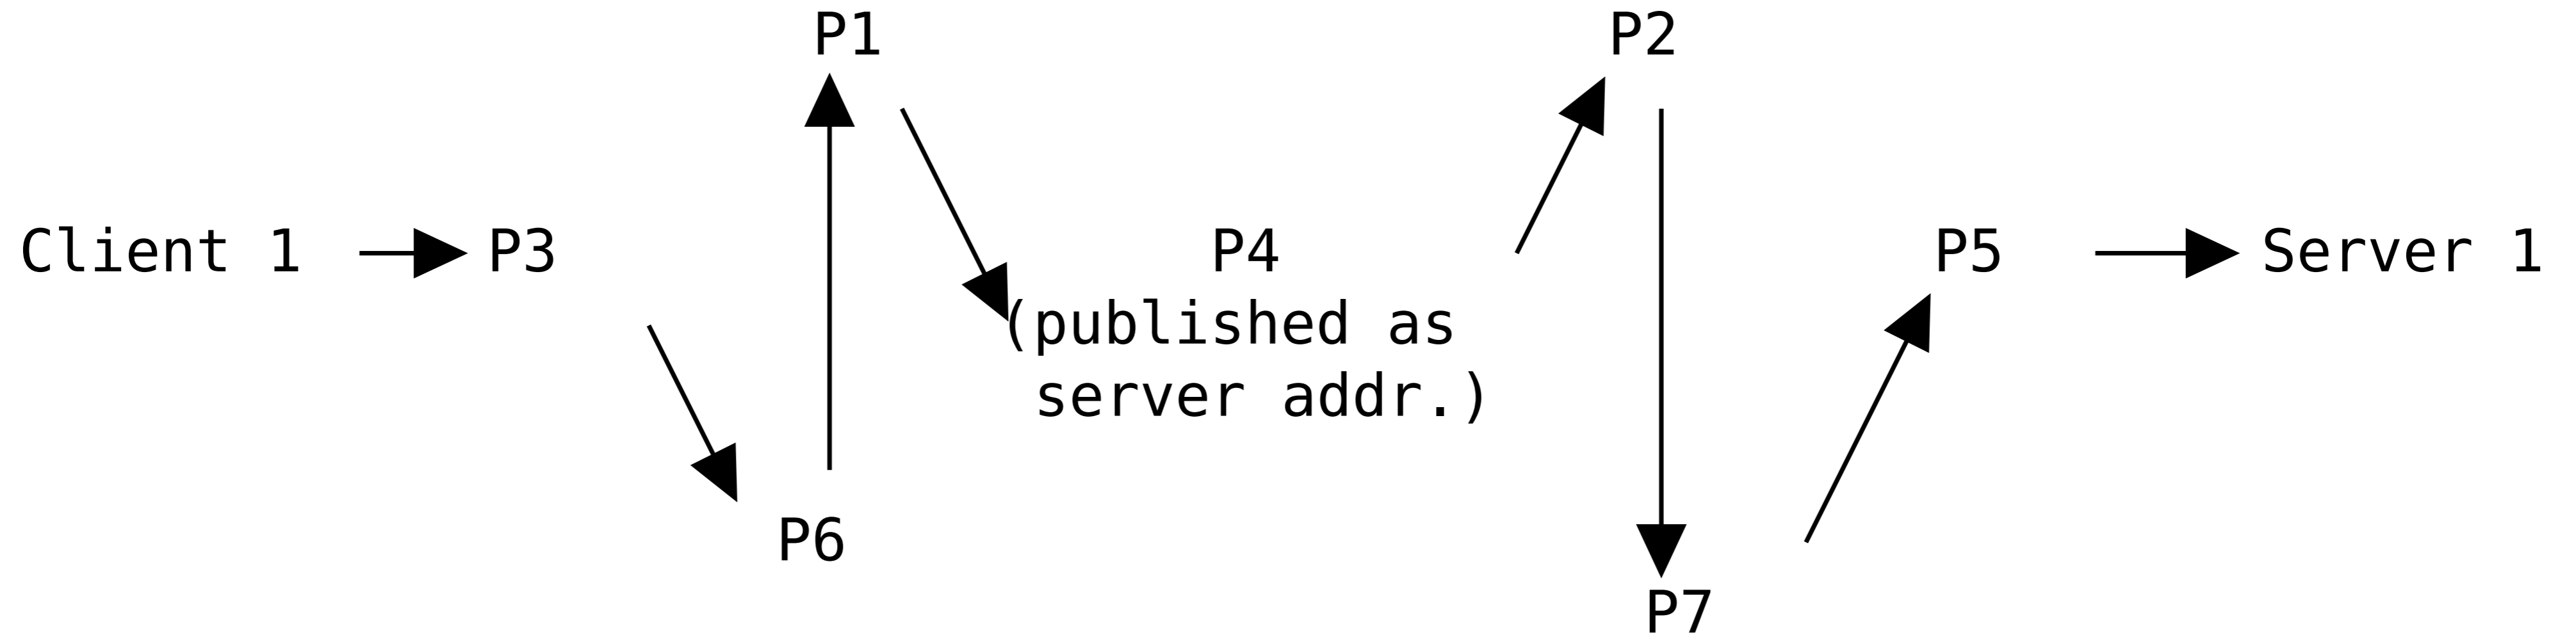 P1 P2
Client 1 P3 P4 P5 Server 1
(published as
server addr.)
P6
P7